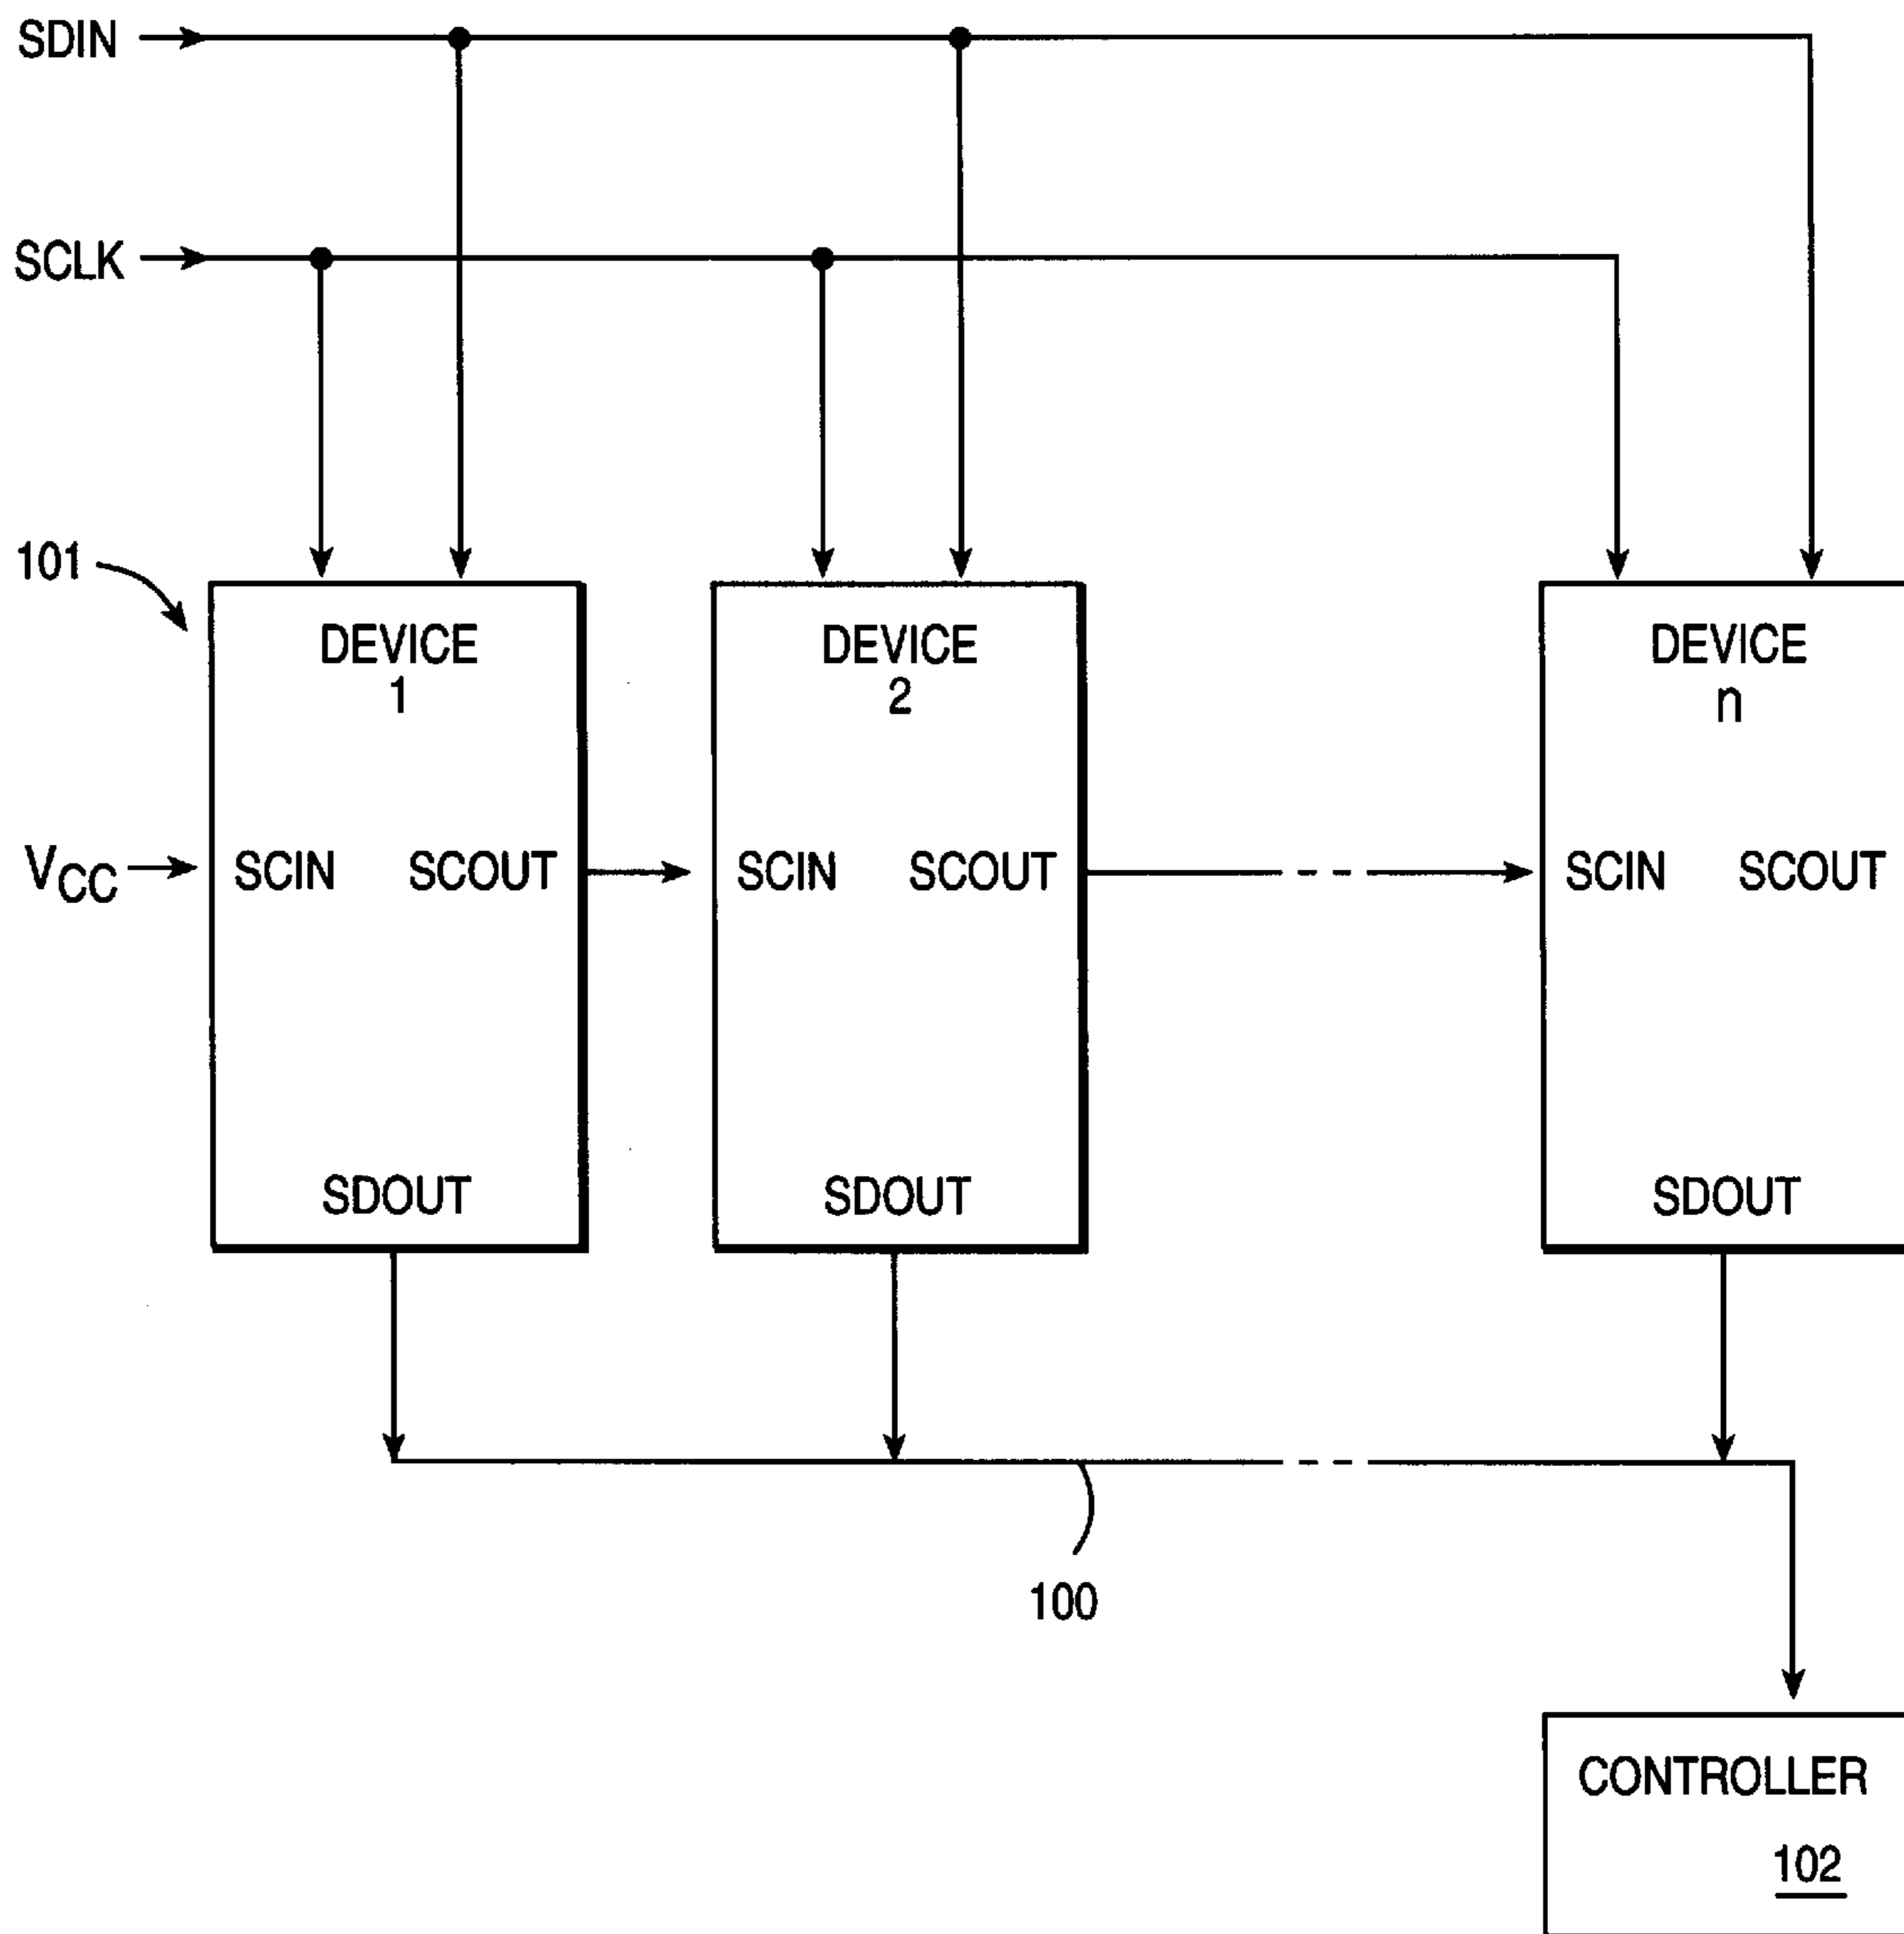 SDIN
SCLK
101
DEVICE
1
DEVICE
2
DEVICE
n
VCC
SCIN SCOUT
SCIN SCOUT
SCIN SCOUT
SDOUT
SDOUT
SDOUT
100
CONTROLLER
102